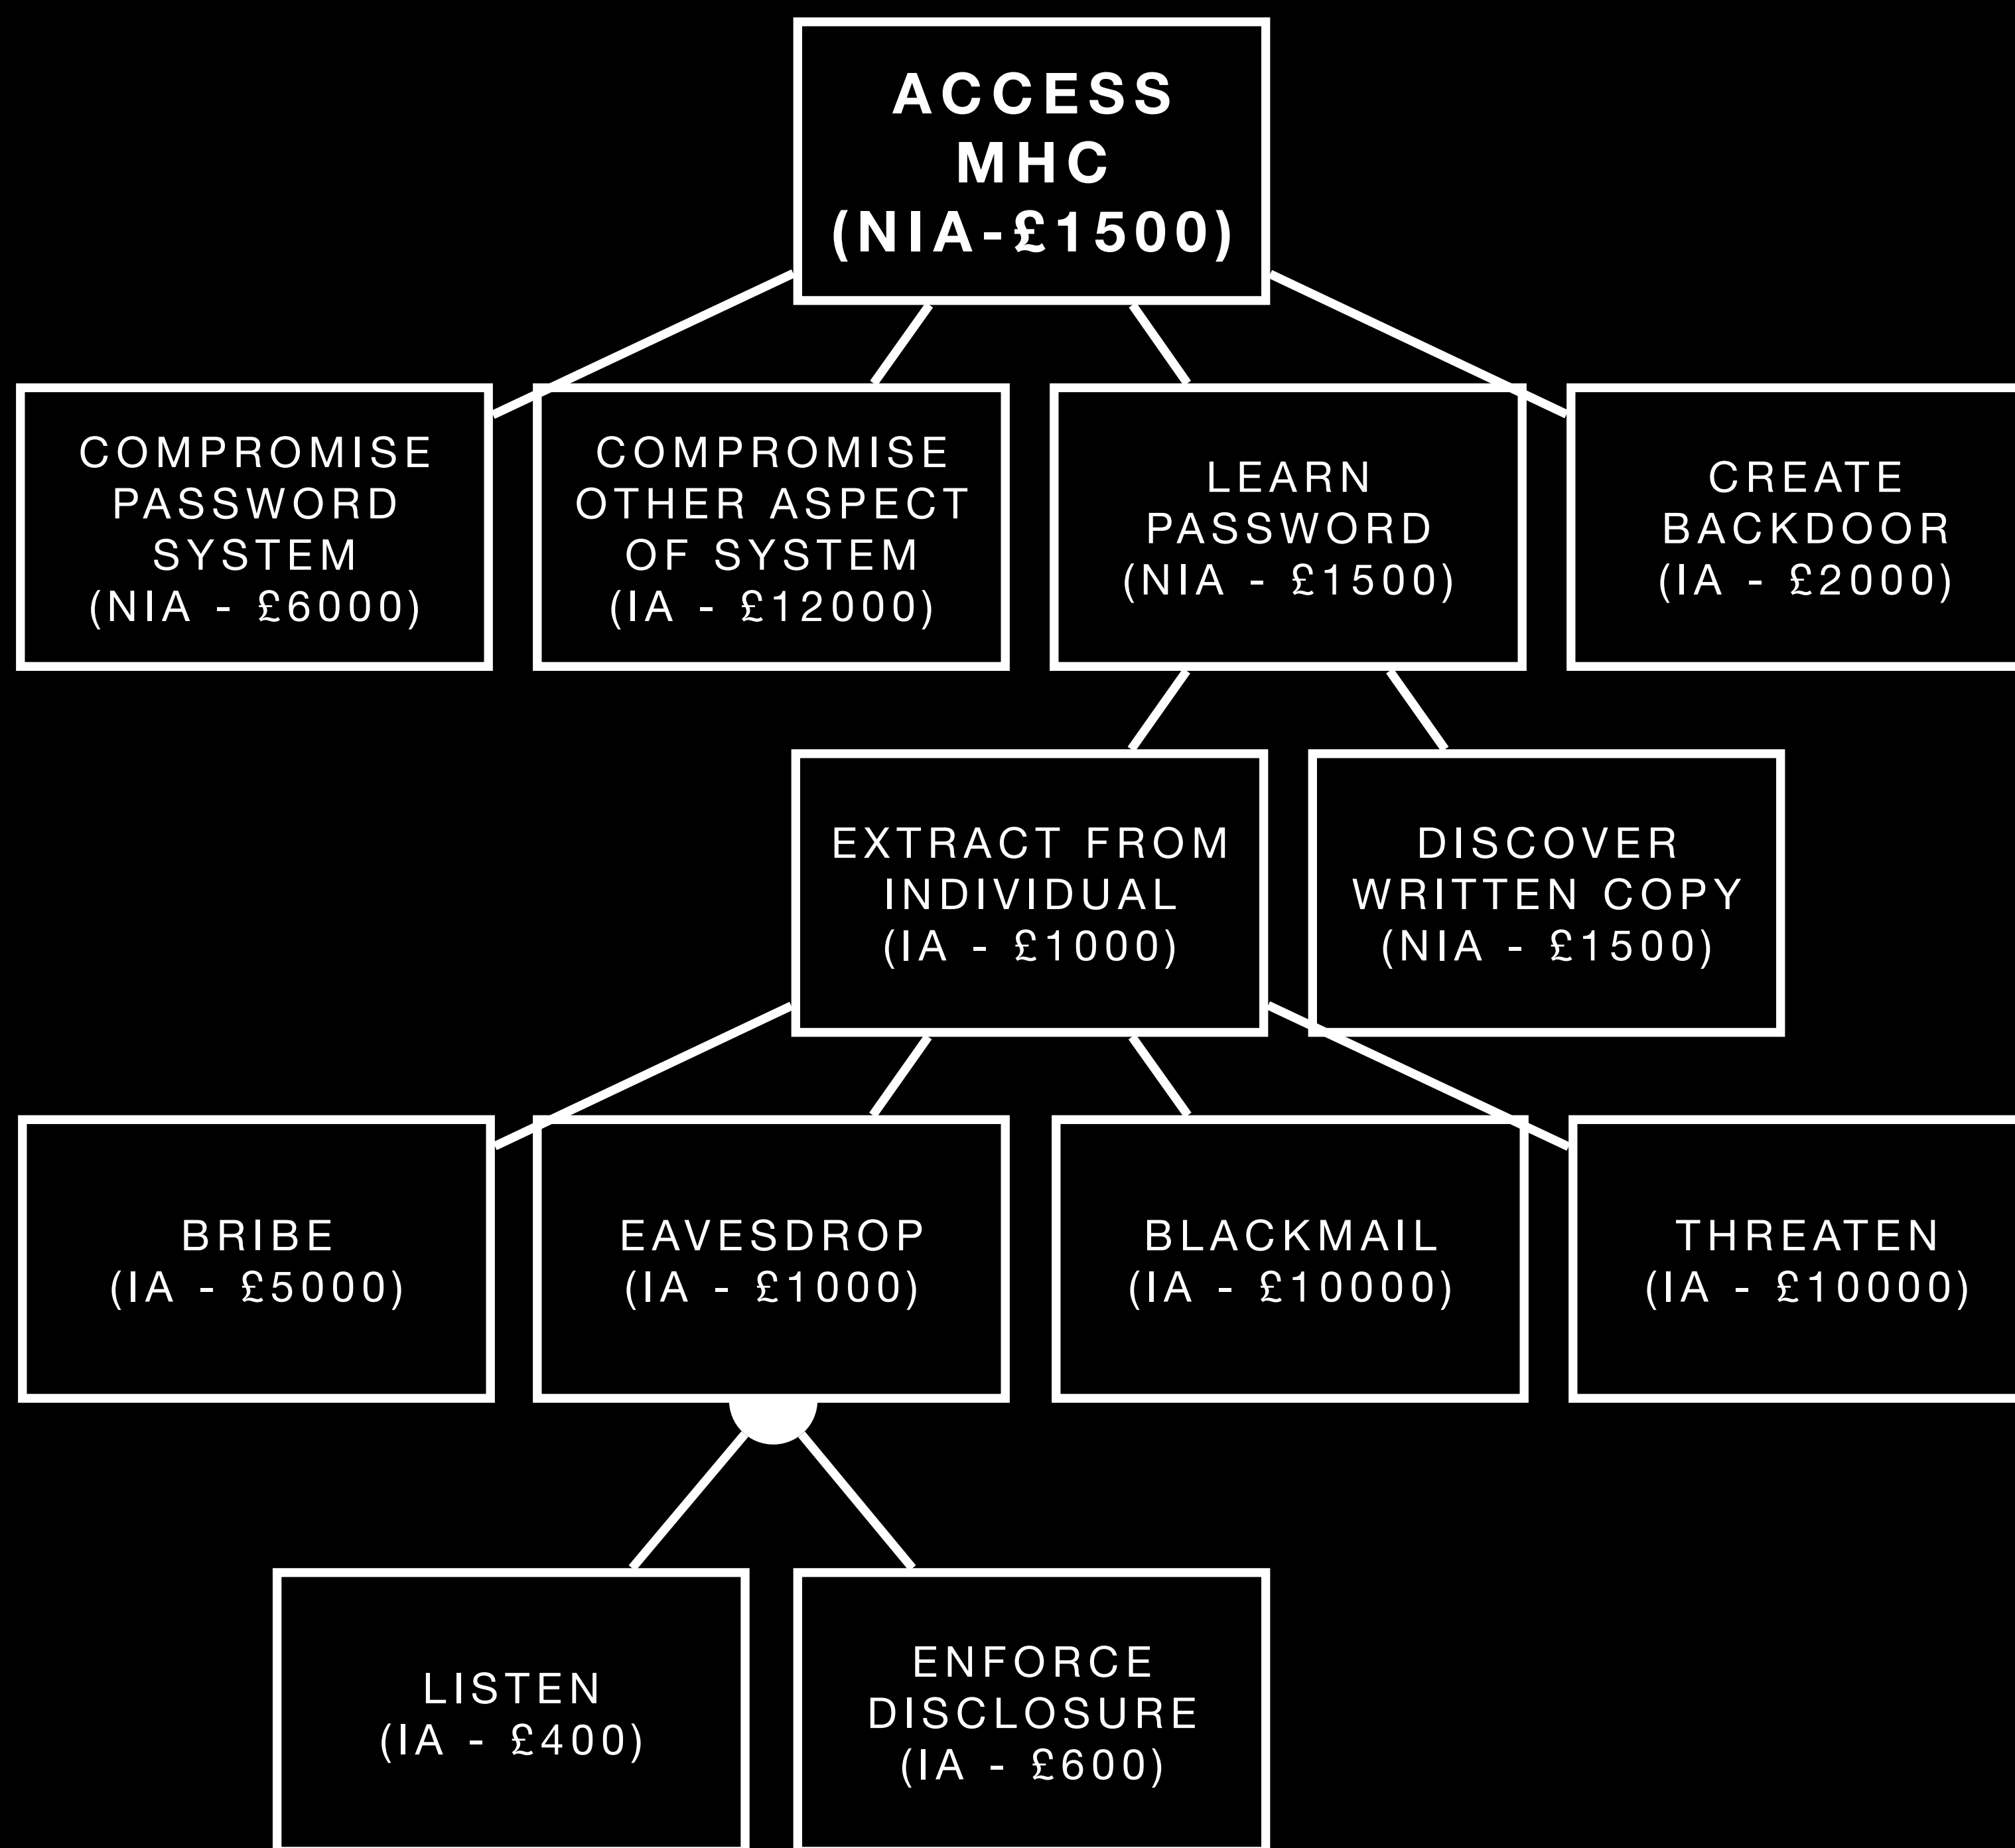 ACCESS
MHC
(NIA-£1500)
COMPROMISE
PASSWORD
SYSTEM
(NIA - £6000)
COMPROMISE
OTHER ASPECT
OF SYSTEM
(IA - £12000)
LEARN
PASSWORD
(NIA - £1500)
CREATE
BACKDOOR
(IA - £2000)
EXTRACT FROM
INDIVIDUAL
(IA - £1000)
DISCOVER
WRITTEN COPY
(NIA - £1500)
BRIBE
(IA - £5000)
EAVESDROP
(IA - £1000)
BLACKMAIL
(IA - £10000)
THREATEN
(IA - £10000)
LISTEN
(IA - £400)
ENFORCE
DISCLOSURE
(IA - £600)